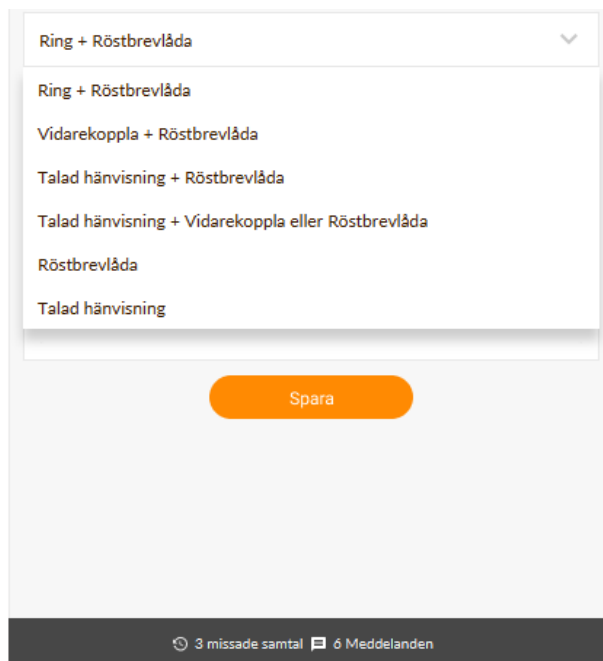 Ring + Röstbrevlåda
Ring + Röstbrevlåda
Vidarekoppla + Röstbrevlåda
Talad hänvisning + Röstbrevlåda
Talad hänvisning + Vidarekoppla eller Röstbrevlåda
Röstbrevlåda
Talad hänvisning
Spara
3 missade samtal 6 Meddelanden